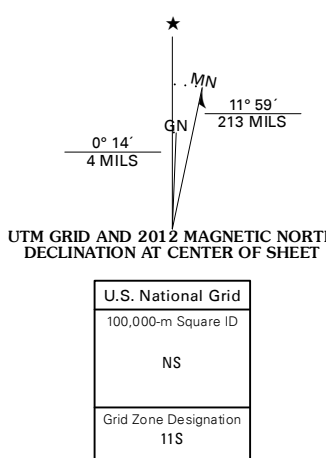 ★
MN
GN
11° 59´
213 MILS
0° 14´
4 MILS
UTM GRID AND 2012 MAGNETIC NORTH
DECLINATION AT CENTER OF SHEET
U.S. National Grid
100,000-m Square ID
NS
Grid Zone Designation
11S